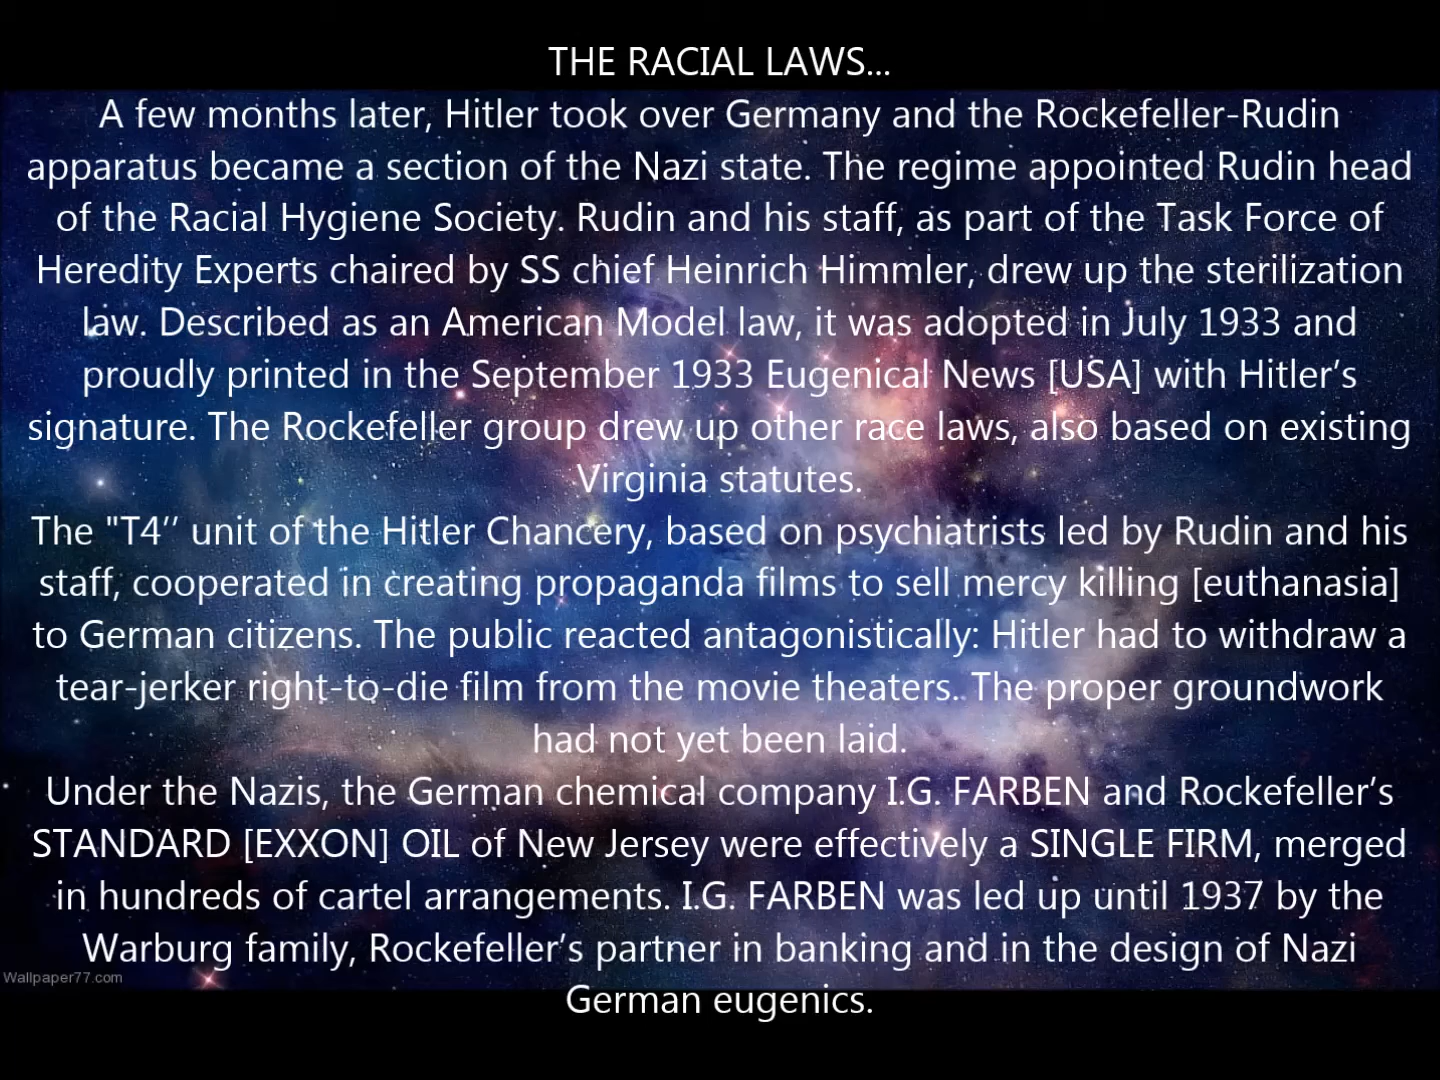 THE RACIAL LAWS...
A few months later, Hitler took over Germany and the Rockefeller-Rudin
apparatus became a section of the Nazi state. The regime appointed Rudin head
of the Racial Hygiene Society. Rudin and his staff, as part of the Task Force of
Heredity Experts chaired by SS chief Heinrich Himmler, drew up the sterilization
law. Described as an American Model law, it was adopted in July 1933 and
proudly printed in the September 1933 Eugenical News [USA] with Hitler’s
signature. The Rockefeller group drew up other race laws, also based on existing
Virginia statutes.
The "T4’’ unit of the Hitler Chancery, based on psychiatrists led by Rudin and his
staff, cooperated in creating propaganda films to sell mercy killing [euthanasia]
to German citizens. The public reacted antagonistically: Hitler had to withdraw a
tear-jerker right-to-die film from the movie theaters. The proper groundwork
had not yet been laid.
Under the Nazis, the German chemical company I.G. FARBEN and Rockefeller’s
STANDARD [EXXON] OIL of New Jersey were effectively a SINGLE FIRM, merged
in hundreds of cartel arrangements. I.G. FARBEN was led up until 1937 by the
Warburg family, Rockefeller’s partner in banking and in the design of Nazi
Wallpaper77.com
German eugenics.